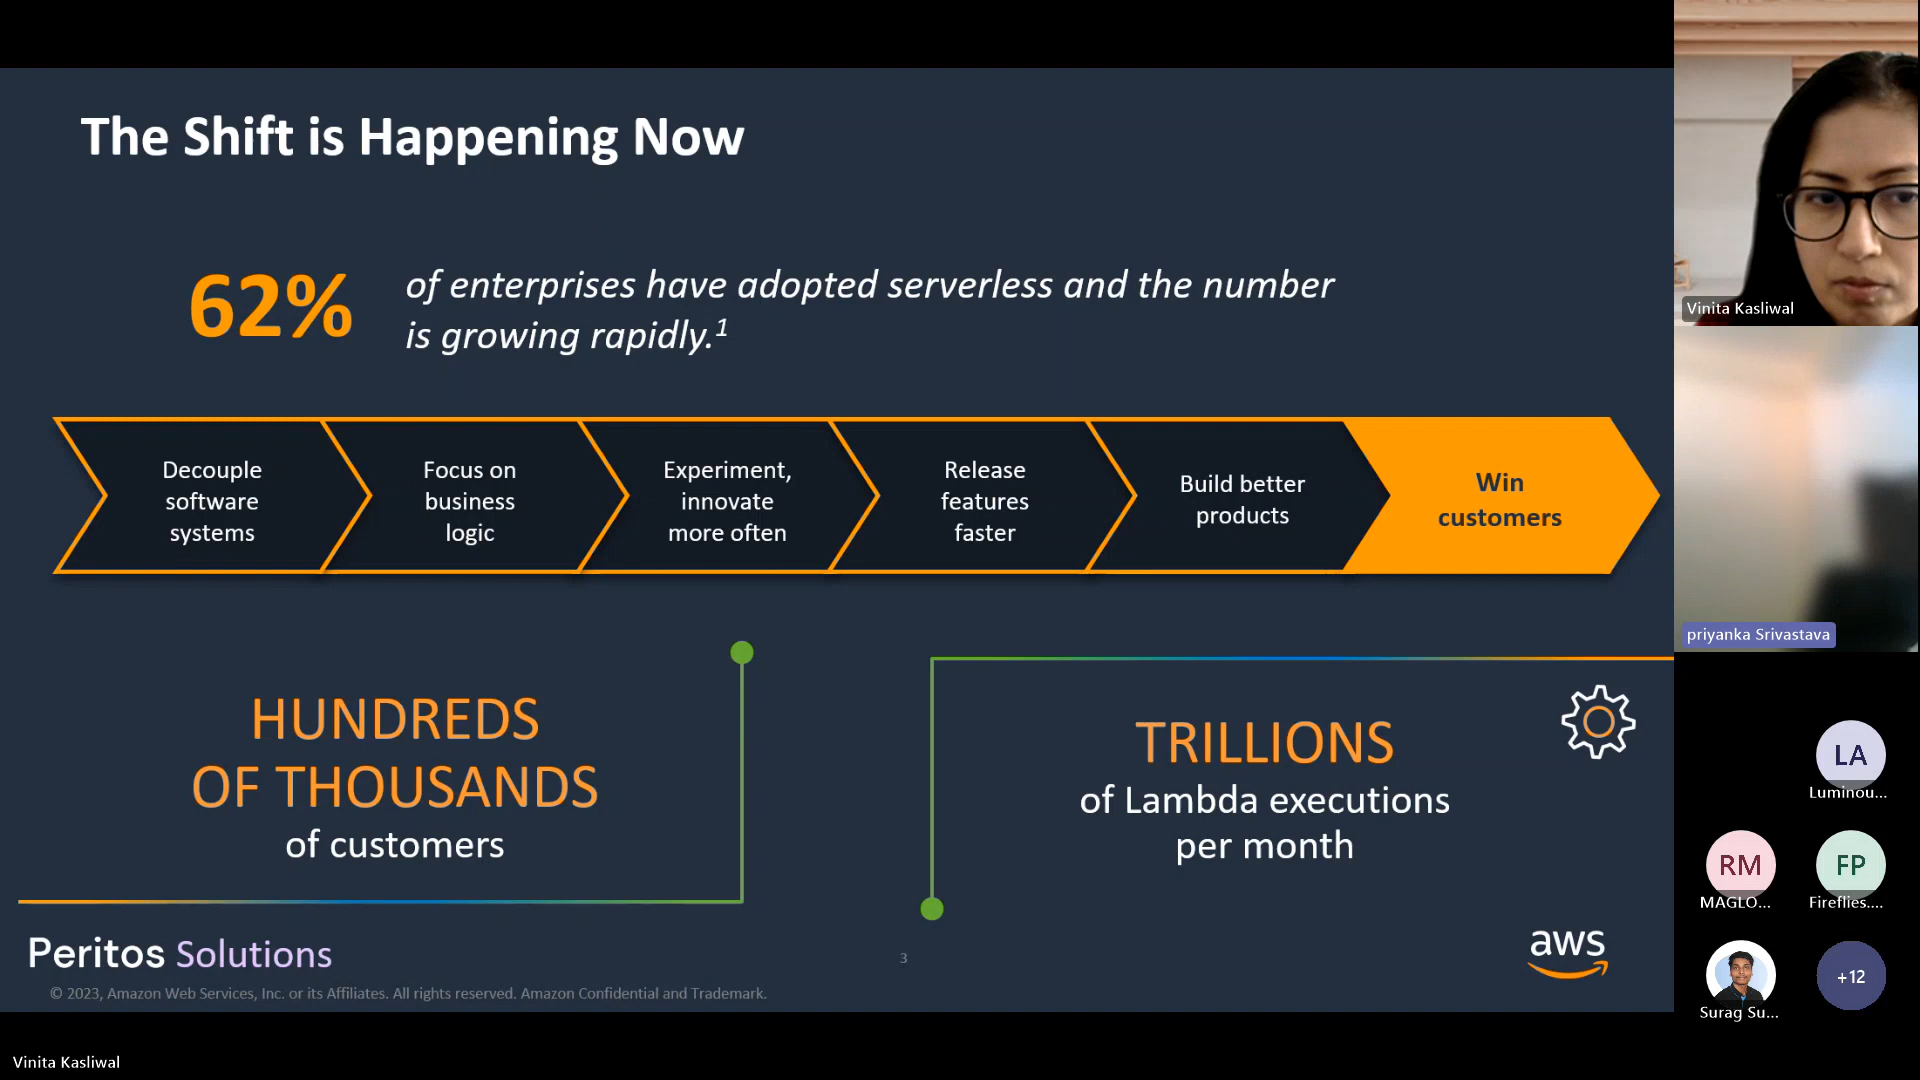 The Shift is Happening Now
62%
of enterprises have adopted serverless and the number
is growing rapidly.1
Decouple
software
systems
Focus on
business
logic
Experiment,
innovate
more often
Release
features
faster
Build better
products
Win
customers
HUNDREDS
OF THOUSANDS
of customers
TRILLIONS
of Lambda executions
per month
Peritos Solutions
3
aws
© 2023, Amazon Web Services, Inc. or its Affiliates. All rights reserved. Amazon Confidential and Trademark.
Vinita Kasliwal
Vinita Kasliwal
priyanka Srivastava
LA
Luminou...
RM
MAGLO...
FP
Fireflies....
Surag Su...
+12